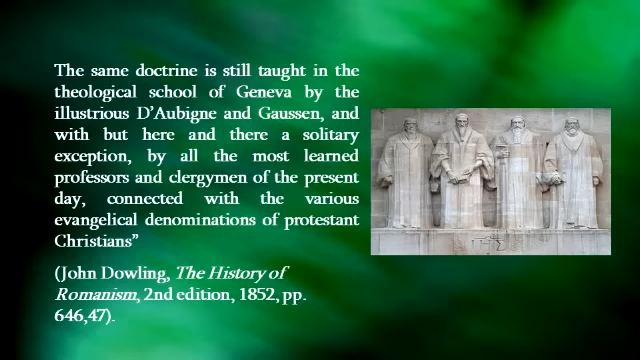 The same doctrine is still taught in the
theological school of Geneva by the
illustrious D'Aubigne and Gaussen, and
with but here and there a solitary
exception, by all the most learned
professors and clergymen of the present
day, connected with the various
evangelical denominations of protestant
Christians"
(John Dowling, The History of
Romanism, 2nd edition, 1852, pp.
646,47).